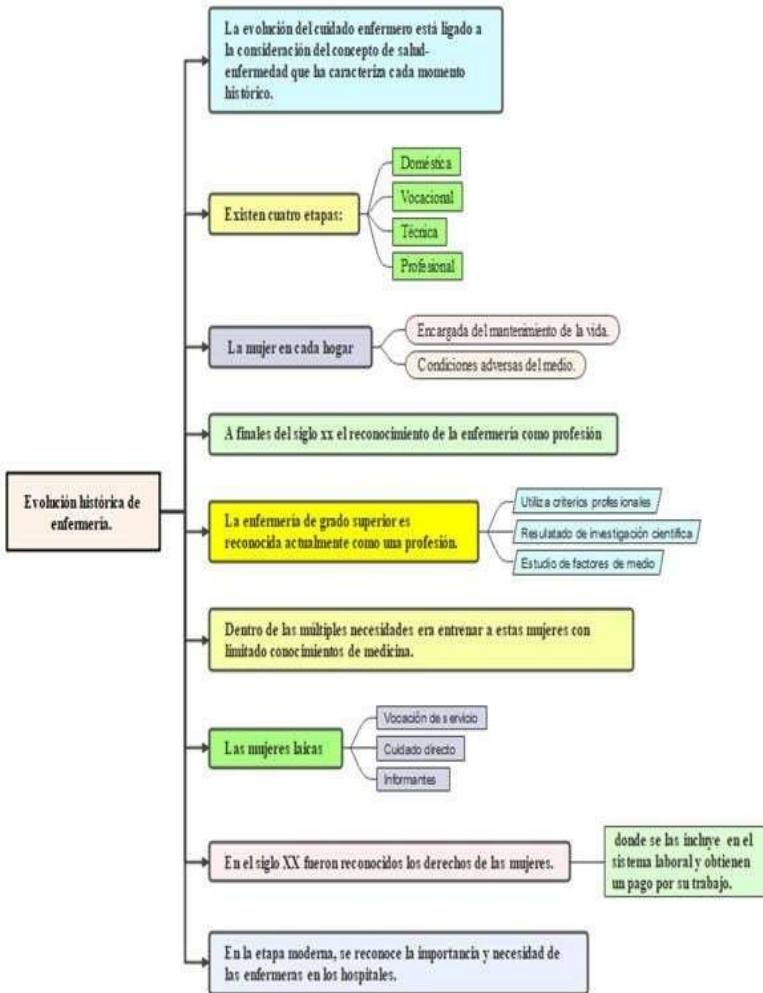 La evolución del cuidado enfermero está ligado a
la consideración del concepto de salud-
enfermedad que ha caracteriza cada momento
histórico.
Existen cuatro etapas:
Doméstica
Vocacional
Técnica
Profesional
La mujer en cada hogar
Encargada del mantenimiento de la vida.
Condiciones adversas del medio.
A finales del siglo xx el reconocimiento de la enfermería como profesión
Evolución histórica de
enfermería.
La enfermería de grado superior es
reconocida actualmente como una profesión.
Utiliza criterios profesionales
Resulatado de investigación científica
Estudio de factores de medio
Dentro de las múltiples necesidades era entrenar a estas mujeres con
limitado conocimientos de medicina.
Las mujeres laicas
Vocación de servicio
Cuidado directo
Informantes
En el siglo XX fueron reconocidos los derechos de las mujeres.
donde se las incluye en el
sistema laboral y obtienen
un pago por su trabajo.
En la etapa moderna, se reconoce la importancia y necesidad de
las enfermeras en los hospitales.